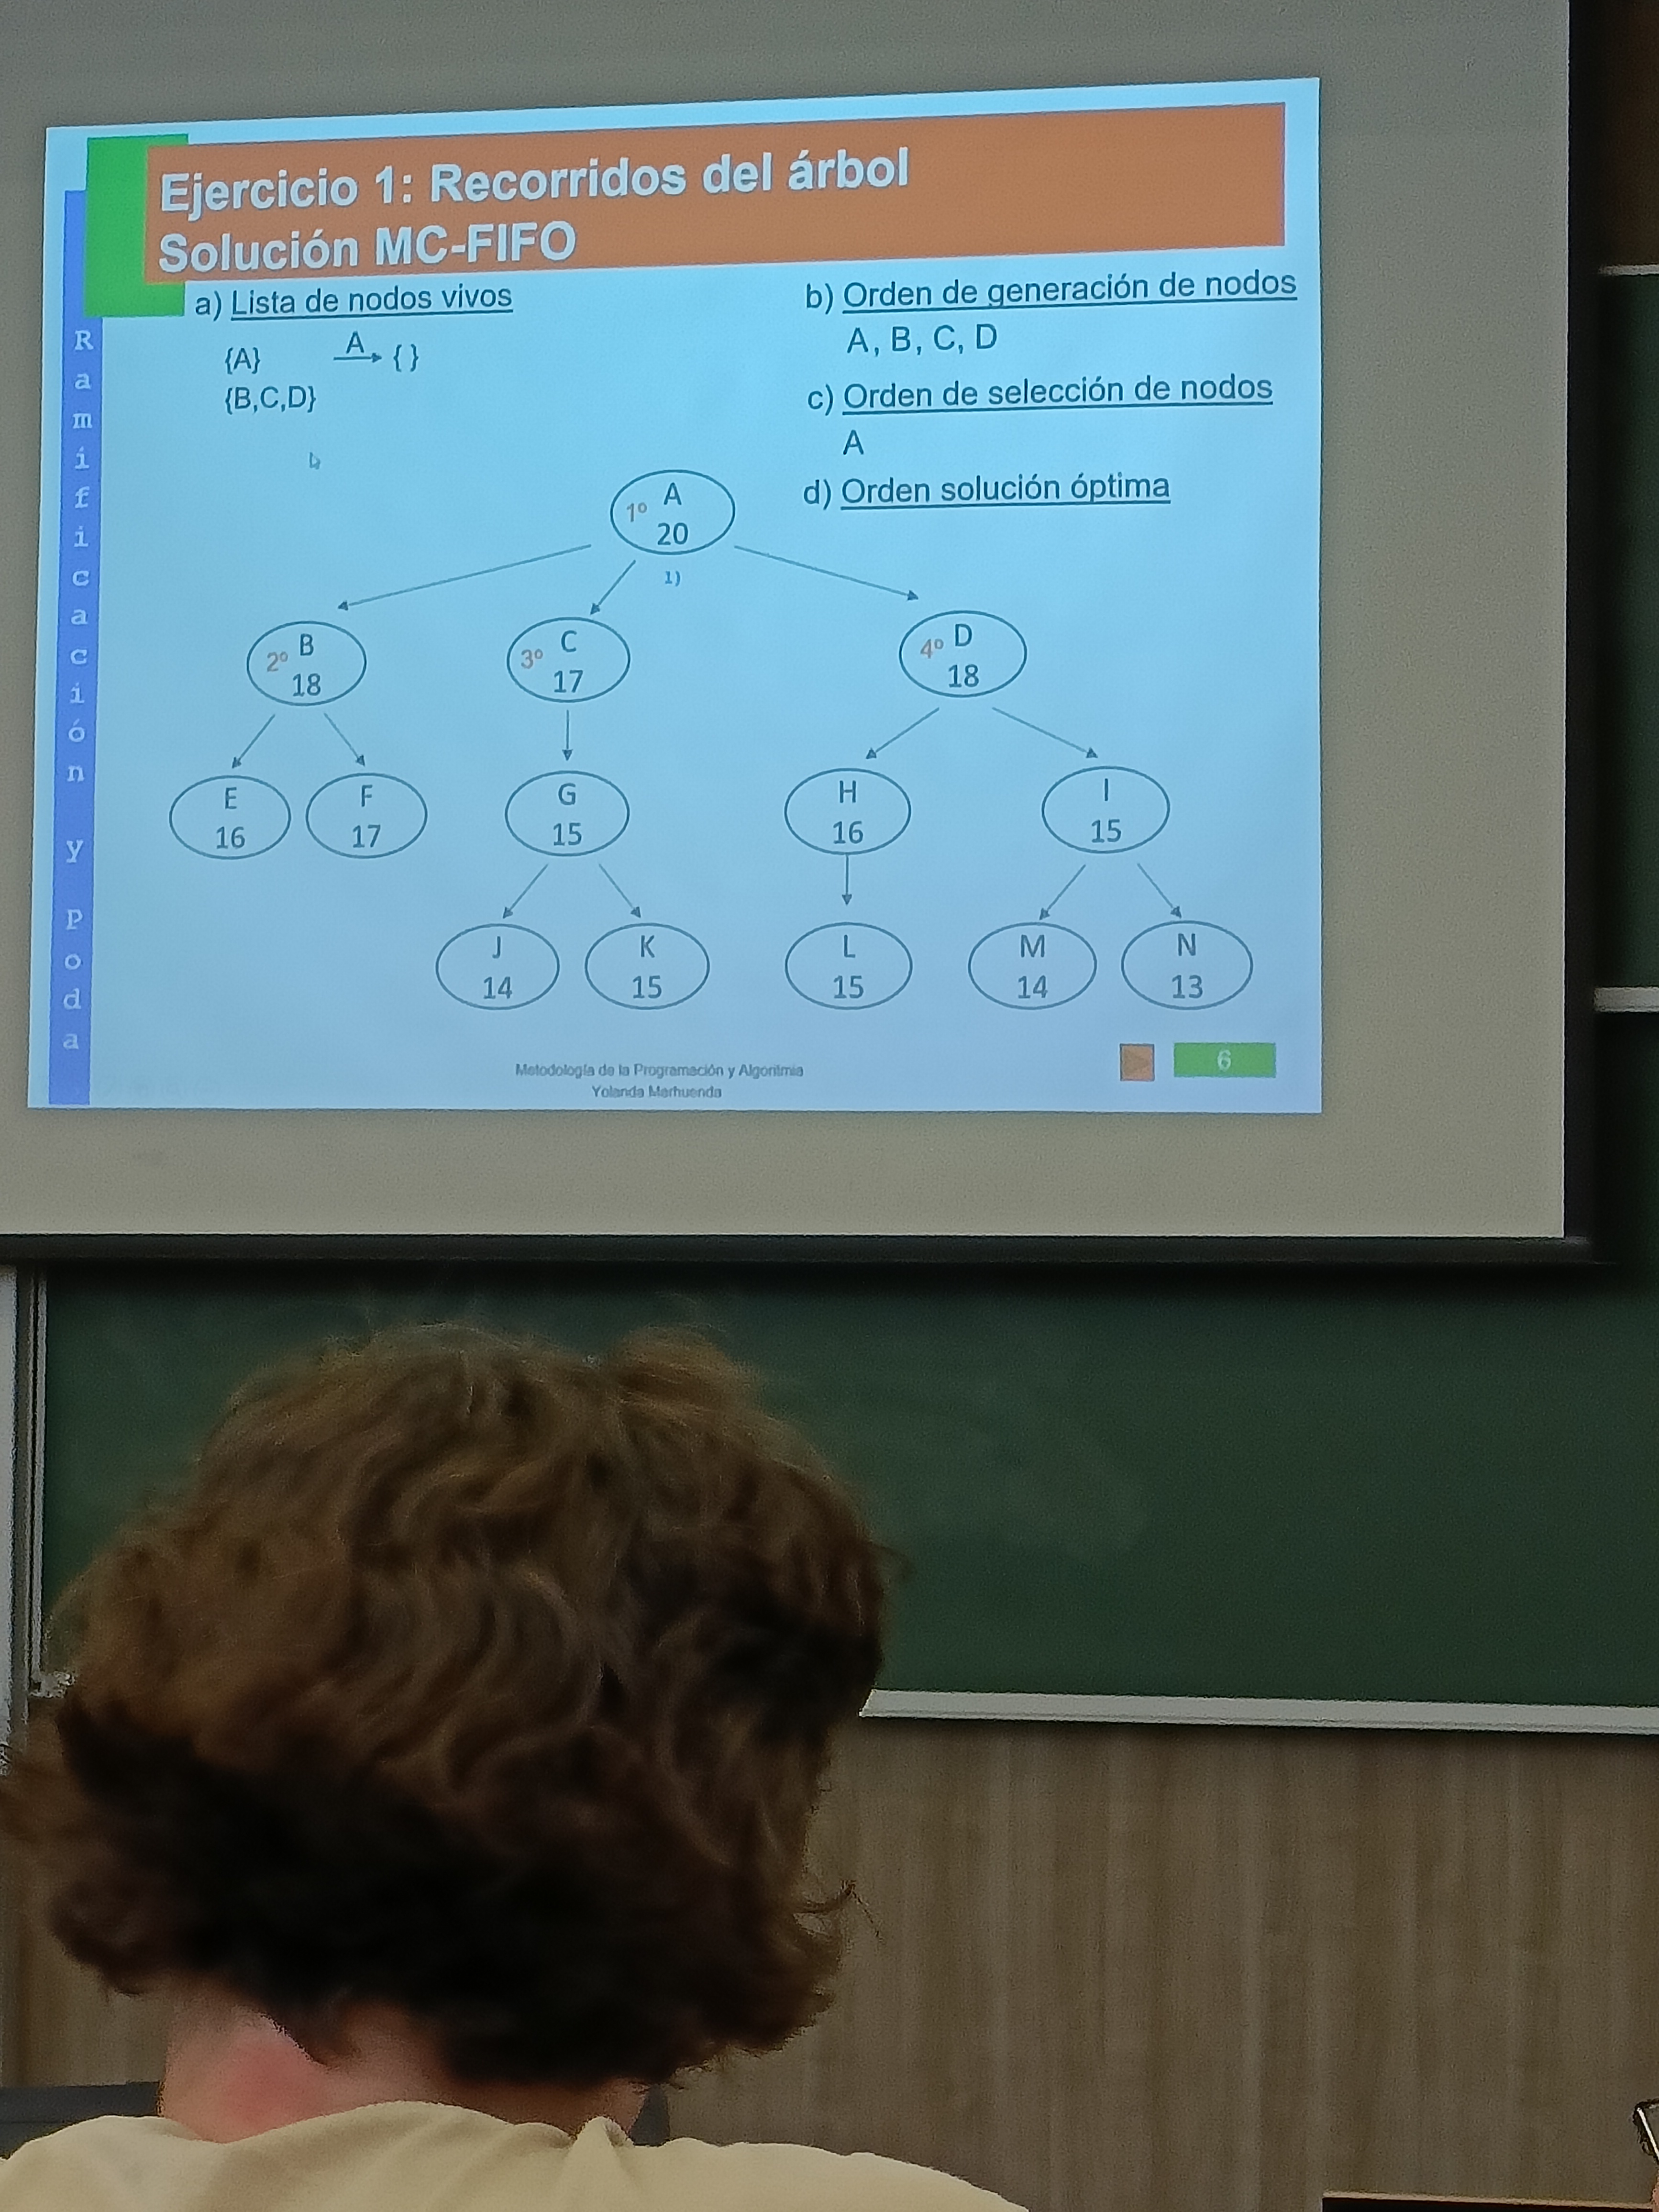 Ejercicio 1: Recorridos del árbol
Solución MC-FIFO
a) Lista de nodos vivos
{A} A { }
{B,C,D}
b) Orden de generación de nodos
A, B, C, D
c) Orden de selección de nodos
A
d) Orden solución óptima
1º A
20
1)
2º B
18
3º C
17
4º D
18
E
16
F
17
G
15
H
16
I
15
J
14
K
15
L
15
M
14
N
13
Ramificación y Poda
Metodología de la Programación y Algoritmia
Yolanda Marhuenda
6